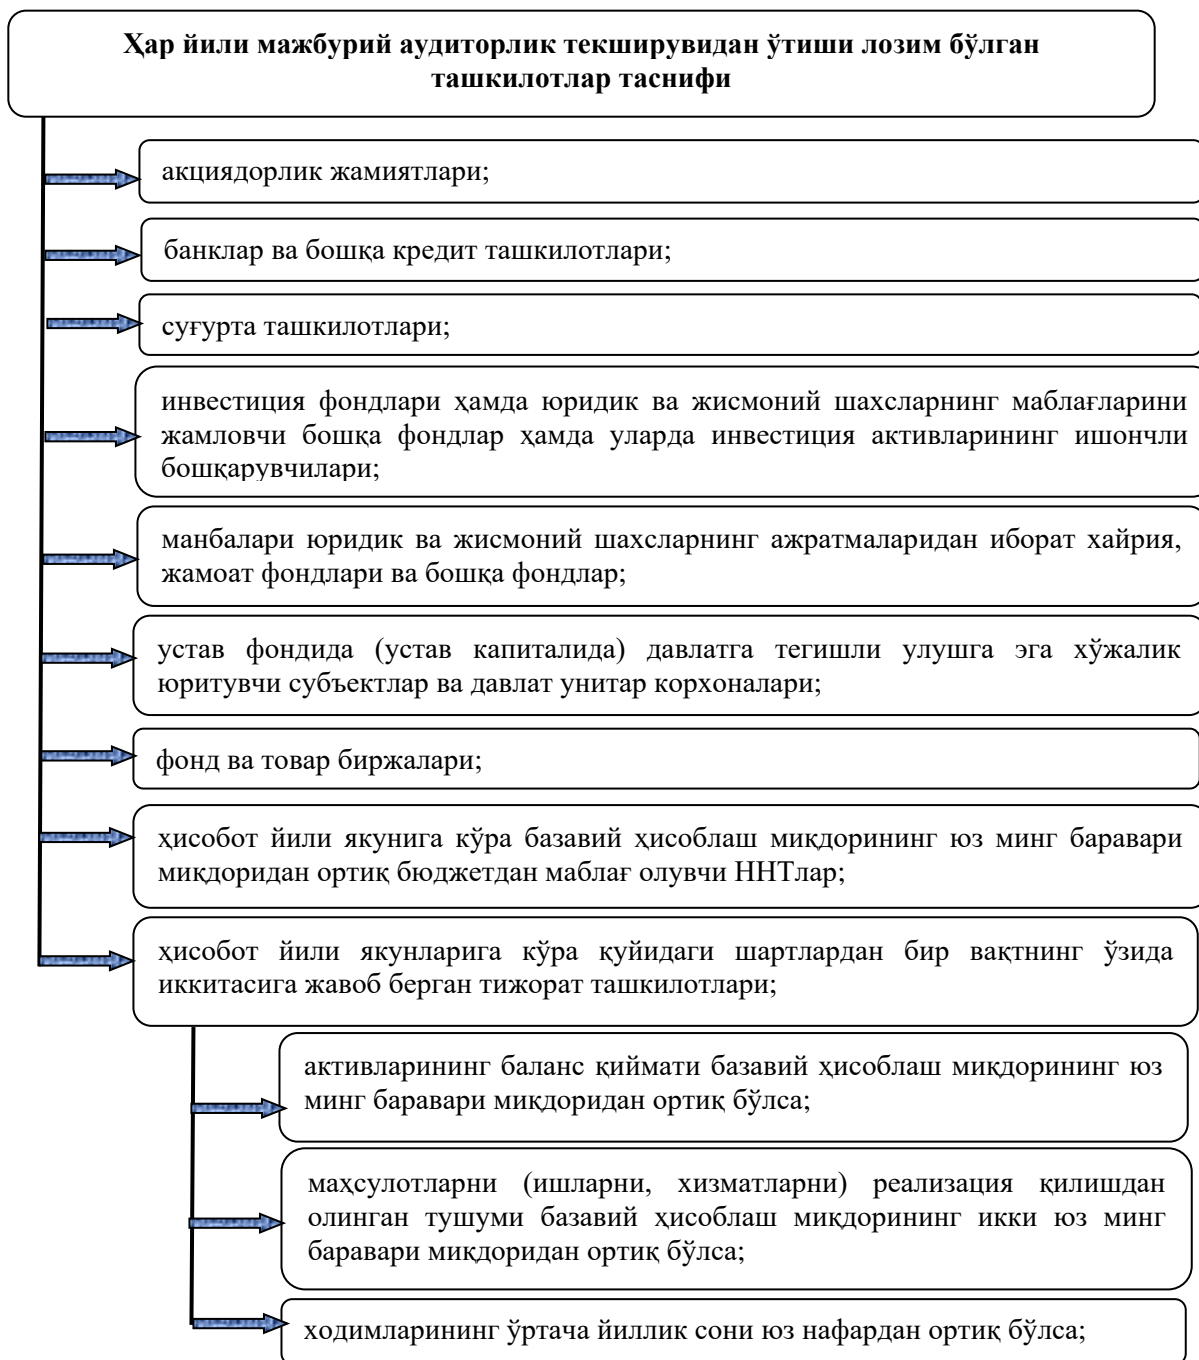 Ҳар йили мажбурий аудиторлик текширувидан ўтиши лозим бўлган
ташкилотлар таснифи
акциядорлик жамиятлари;
банклар ва бошқа кредит ташкилотлари;
суғурта ташкилотлари;
инвестиция фондлари ҳамда юридик ва жисмоний шахсларнинг маблағларини
жамловчи бошқа фондлар ҳамда уларда инвестиция активларининг ишончли
бошқарувчилари;
манбалари юридик ва жисмоний шахсларнинг ажратмаларидан иборат хайрия,
жамоат фондлари ва бошқа фондлар;
устав фондида (устав капиталида) давлатга тегишли улушга эга хўжалик
юритувчи субъектлар ва давлат унитар корхоналари;
фонд ва товар биржалари;
ҳисобот йили якунига кўра базавий ҳисоблаш миқдорининг юз минг баравари
миқдоридан ортиқ бюджетдан маблағ олувчи ННТлар;
ҳисобот йили якунларига кўра қуйидаги шартлардан бир вақтнинг ўзида
иккитасига жавоб берган тижорат ташкилотлари;
активларининг баланс қиймати базавий ҳисоблаш миқдорининг юз
минг баравари миқдоридан ортиқ бўлса;
маҳсулотларни (ишларни, хизматларни) реализация қилишдан
олинган тушуми базавий ҳисоблаш миқдорининг икки юз минг
баравари миқдоридан ортиқ бўлса;
ходимларининг ўртача йиллик сони юз нафардан ортиқ бўлса;